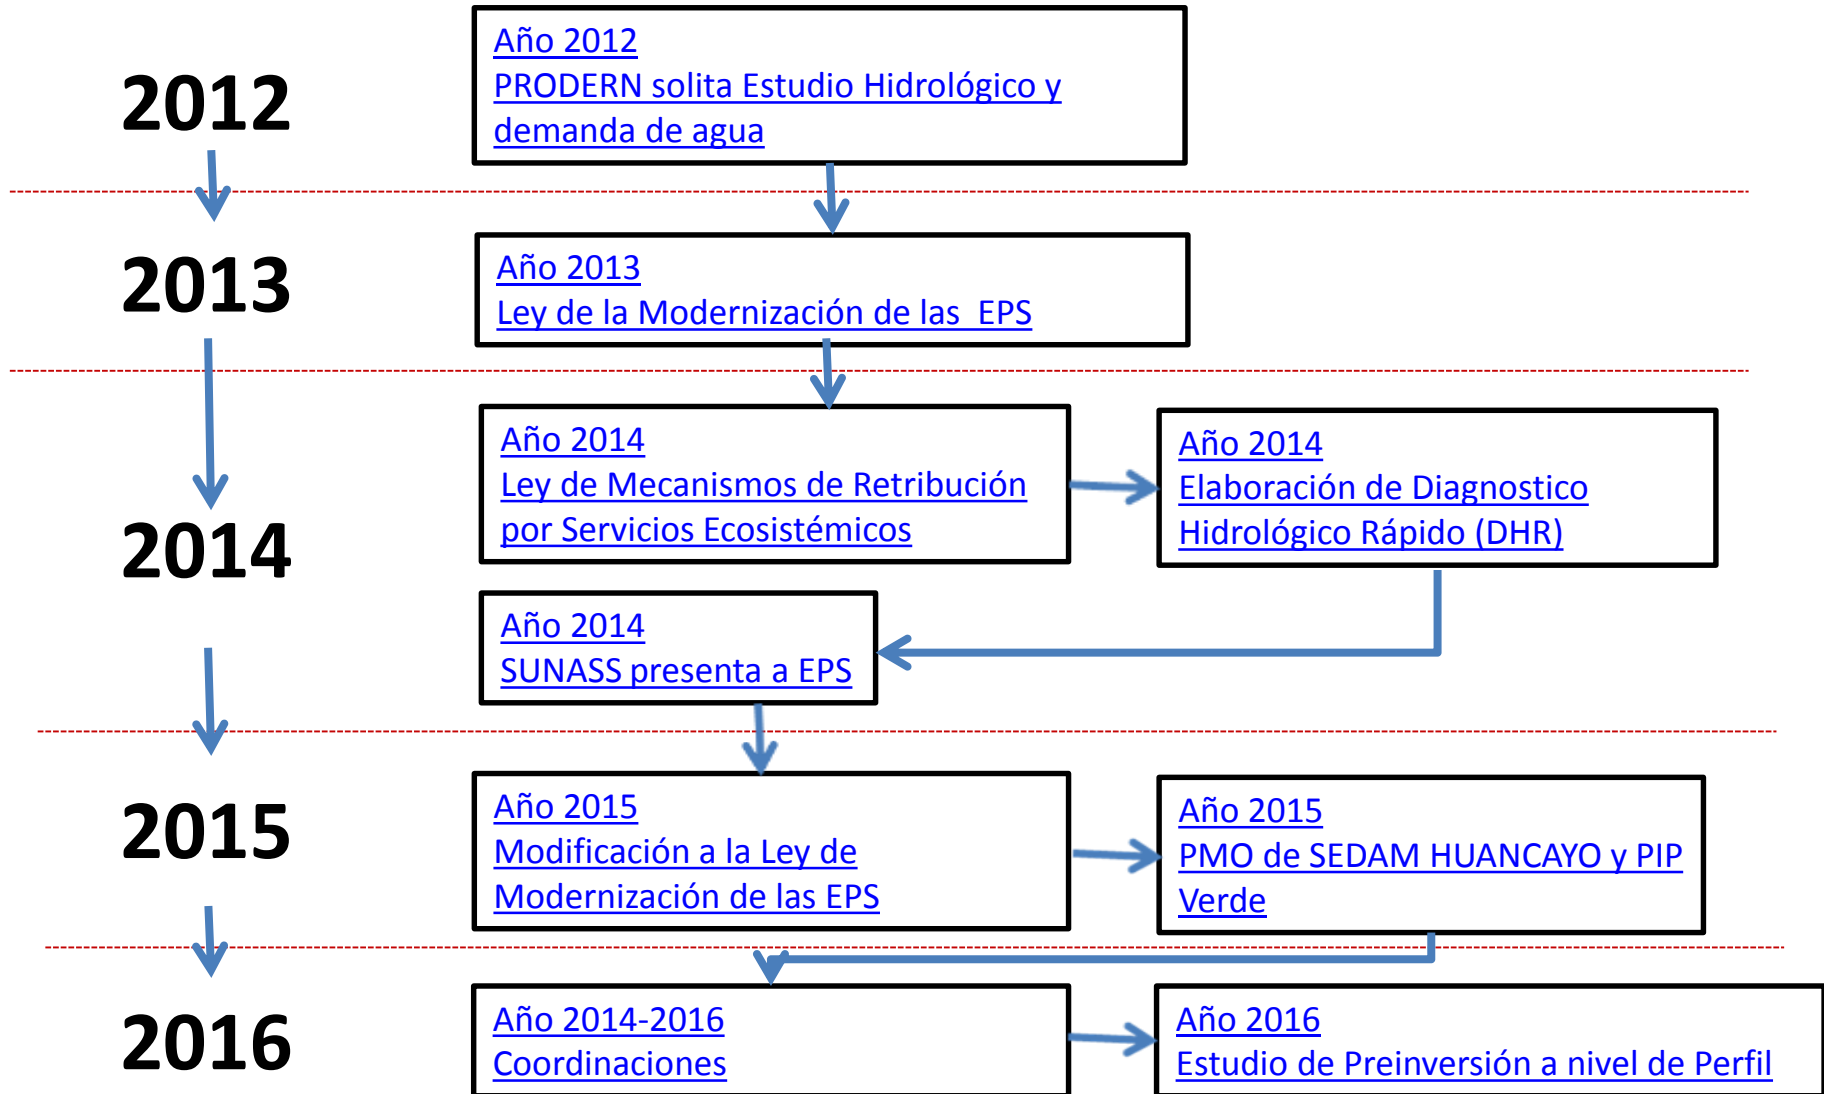 2012
Año 2012
PRODERN solita Estudio Hidrológico y
demanda de agua
2013
Año 2013
Ley de la Modernización de las  EPS
2014
Año 2014
Ley de Mecanismos de Retribución
por Servicios Ecosistémicos
Año 2014
Elaboración de Diagnostico
Hidrológico Rápido (DHR)
Año 2014
SUNASS presenta a EPS
2015
Año 2015
Modificación a la Ley de
Modernización de las EPS
Año 2015
PMO de SEDAM HUANCAYO y PIP
Verde
2016
Año 2014-2016
Coordinaciones
Año 2016
Estudio de Preinversión a nivel de Perfil